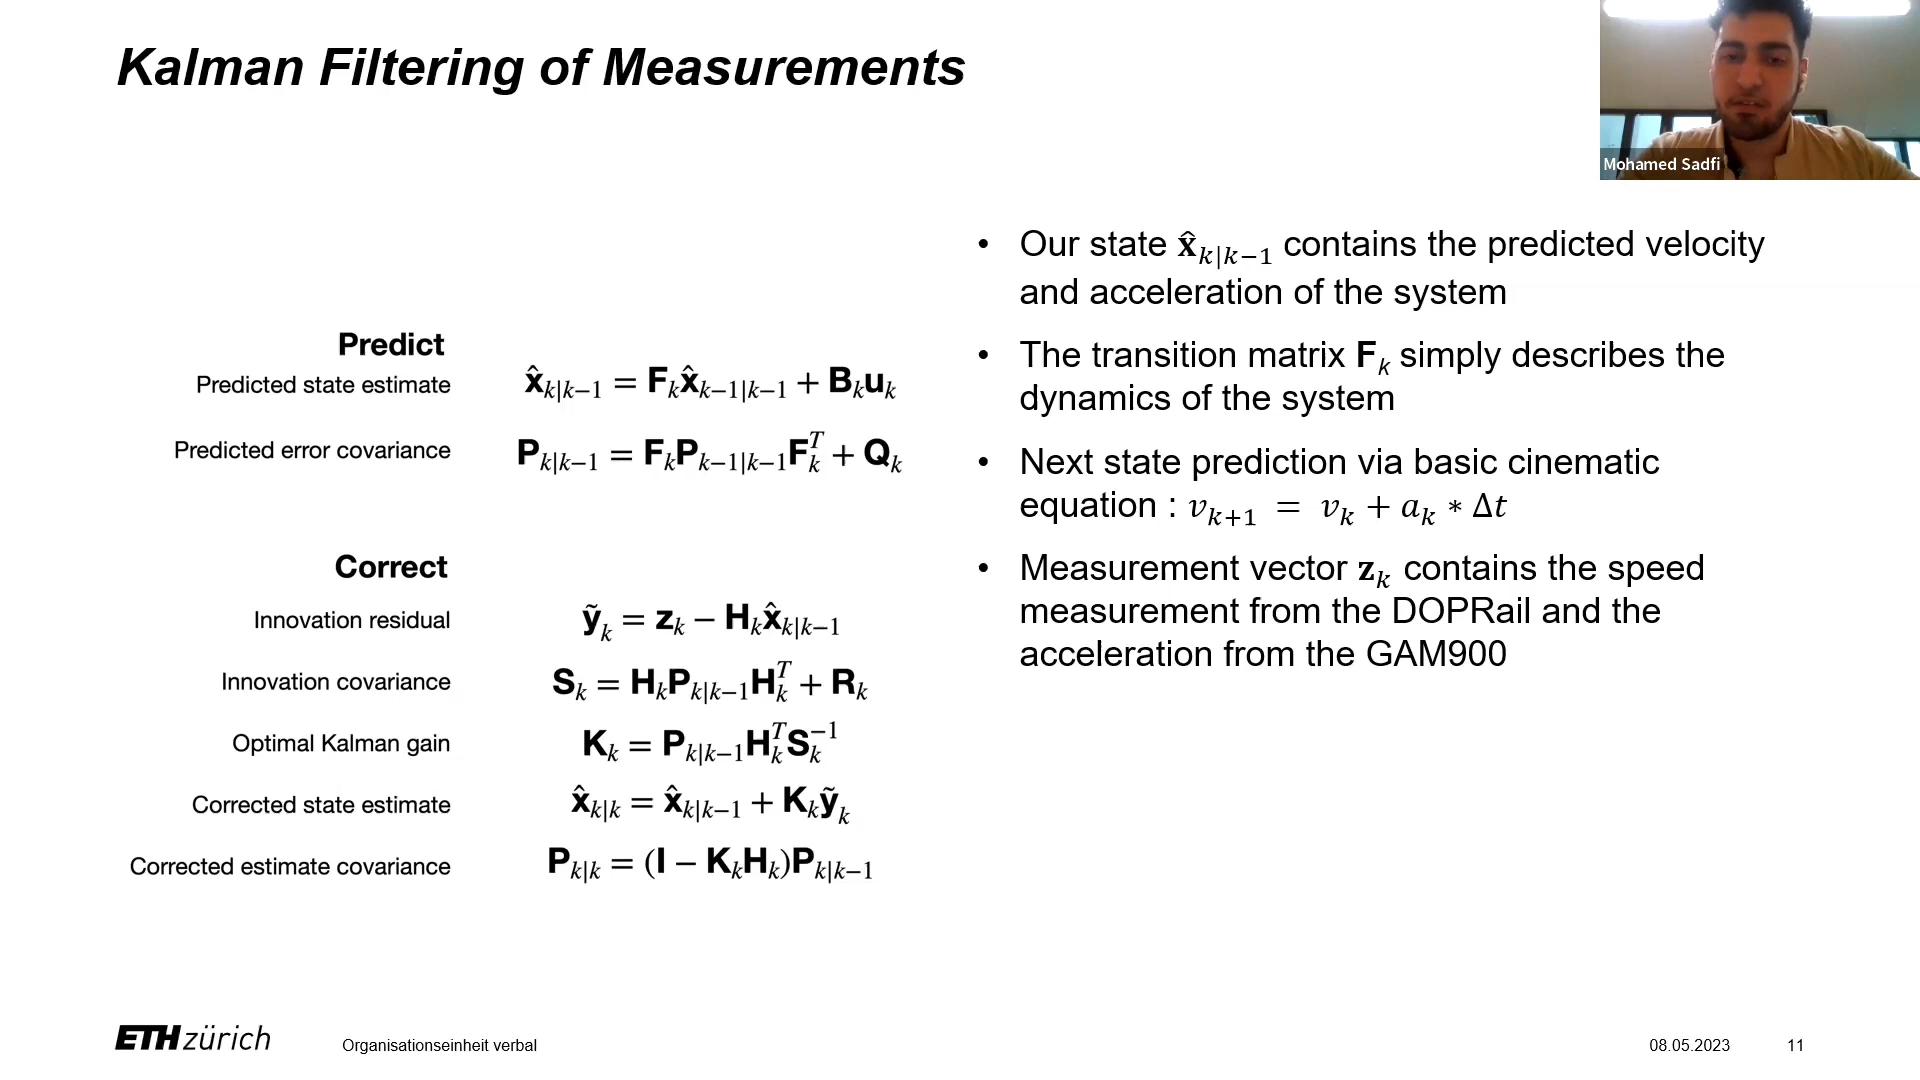 Kalman Filtering of Measurements
Mohamed Sadfi
Predict
Predicted state estimate x̂ₖ|ₖ₋₁ = Fₖx̂ₖ₋₁|ₖ₋₁ + Bₖuₖ
Predicted error covariance Pₖ|ₖ₋₁ = FₖPₖ₋₁|ₖ₋₁Fₖᵀ + Qₖ
Correct
Innovation residual ỹₖ = zₖ − Hₖx̂ₖ|ₖ₋₁
Innovation covariance Sₖ = HₖPₖ|ₖ₋₁Hₖᵀ + Rₖ
Optimal Kalman gain Kₖ = Pₖ|ₖ₋₁HₖᵀSₖ⁻¹
Corrected state estimate x̂ₖ|ₖ = x̂ₖ|ₖ₋₁ + Kₖỹₖ
Corrected estimate covariance Pₖ|ₖ = (I − KₖHₖ)Pₖ|ₖ₋₁
• Our state x̂ₖ|ₖ₋₁ contains the predicted velocity
and acceleration of the system
• The transition matrix Fₖ simply describes the
dynamics of the system
• Next state prediction via basic cinematic
equation : vₖ₊₁ = vₖ + aₖ ∗ Δt
• Measurement vector zₖ contains the speed
measurement from the DOPRail and the
acceleration from the GAM900
ETH zürich
Organisationseinheit verbal
08.05.2023
11